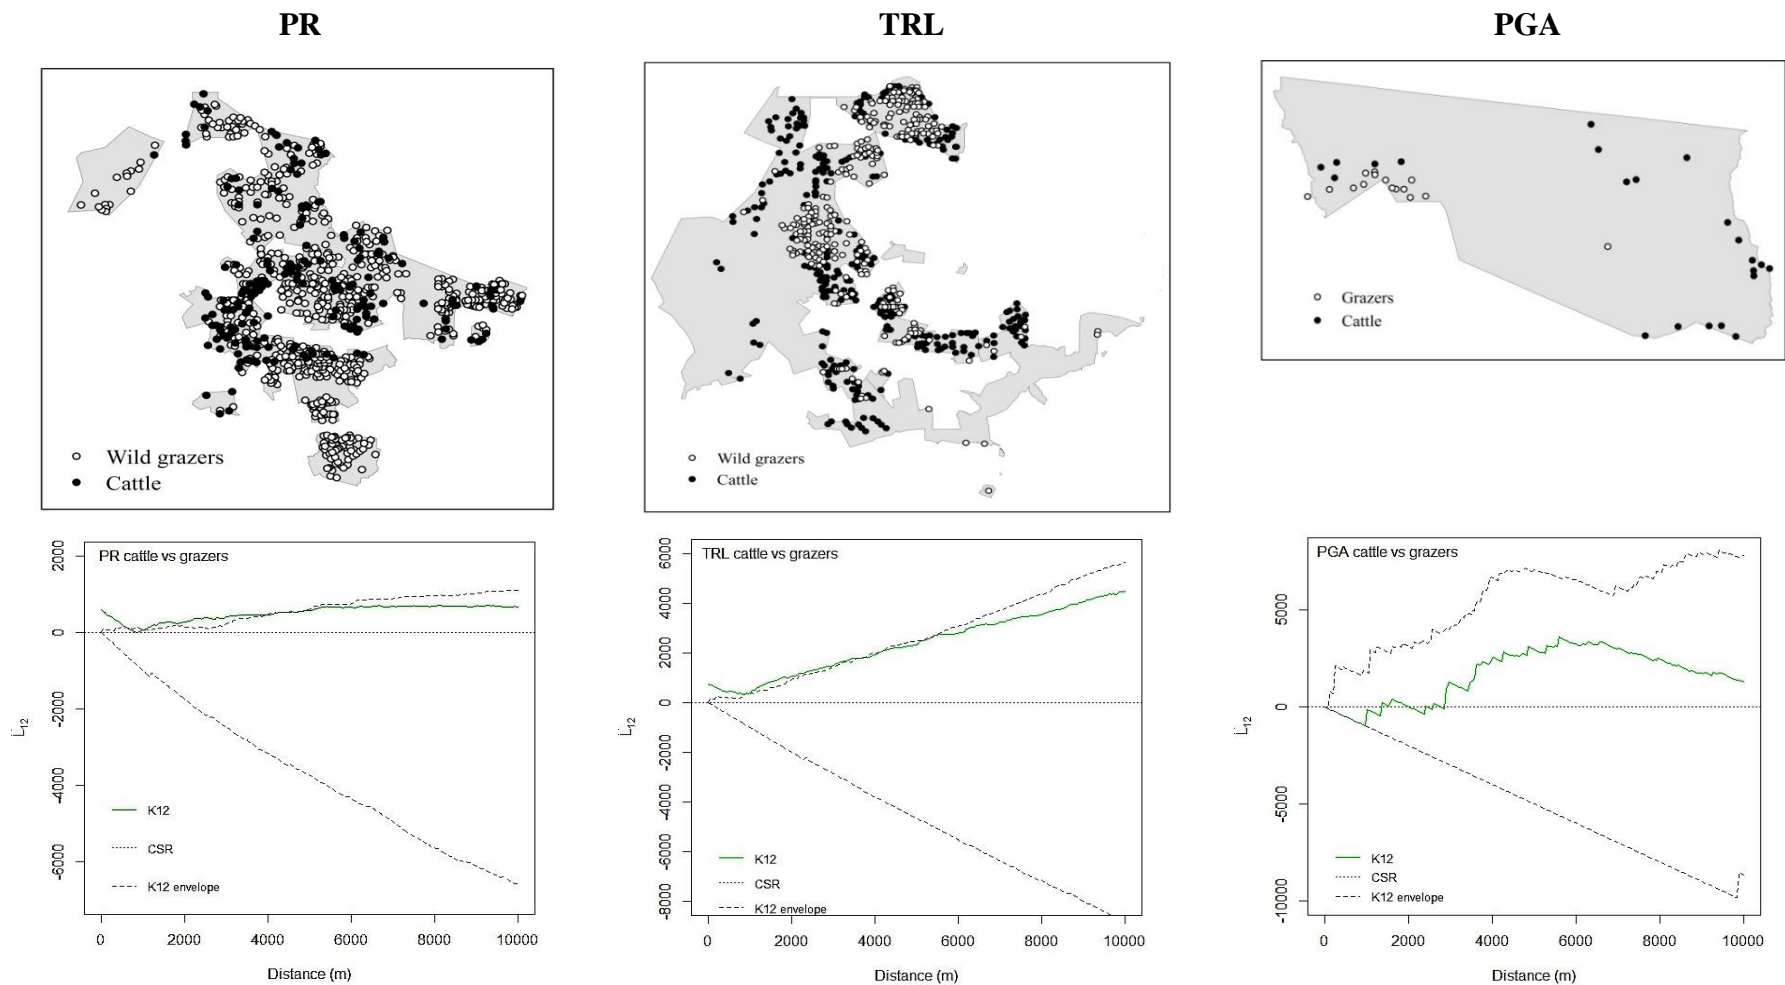 PR
TRL
PGA
Wild grazers
Cattle
Wild grazers
Cattle
Grazers
Cattle
PR cattle vs grazers
2000
0
-2000
-4000
-6000
L̂12
K12
CSR
K12 envelope
0 2000 4000 6000 8000 10000
Distance (m)
TRL cattle vs grazers
6000
4000
2000
0
-2000
-4000
-6000
-8000
L̂12
K12
CSR
K12 envelope
0 2000 4000 6000 8000 10000
Distance (m)
PGA cattle vs grazers
5000
0
-5000
-10000
L̂12
K12
CSR
K12 envelope
0 2000 4000 6000 8000 10000
Distance (m)